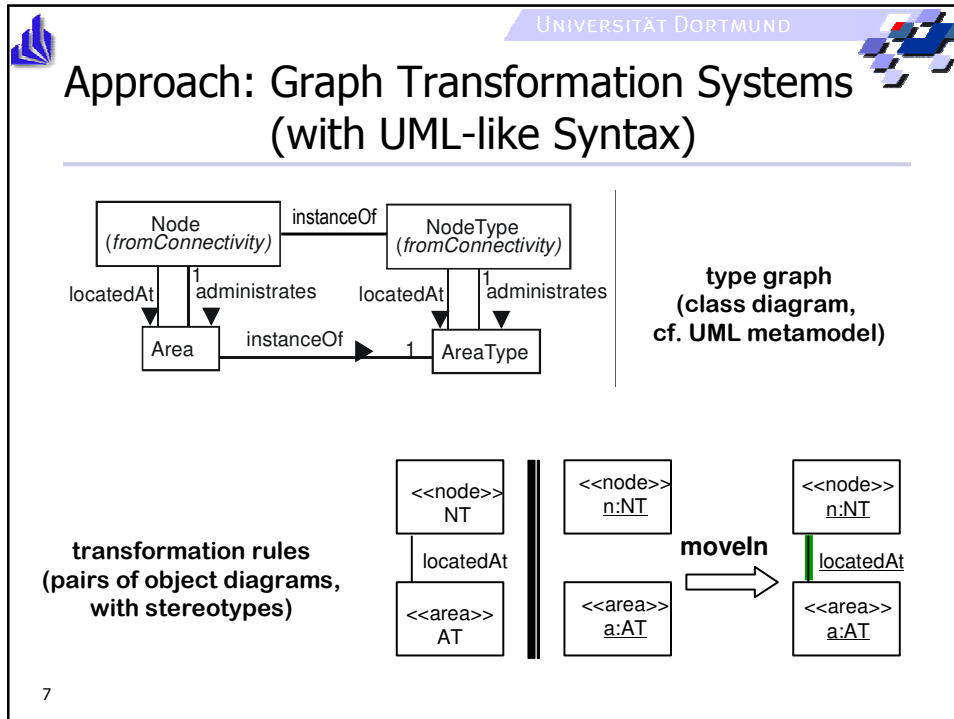 UNIVERSITÄT DORTMUND
Approach: Graph Transformation Systems
(with UML-like Syntax)
Node
(fromConnectivity)
instanceOf
NodeType
(fromConnectivity)
locatedAt
1
administrates
locatedAt
1
administrates
Area
instanceOf
1
AreaType
type graph
(class diagram,
cf. UML metamodel)
transformation rules
(pairs of object diagrams,
with stereotypes)
<<node>>
NT
locatedAt
<<area>>
AT
<<node>>
n:NT
<<area>>
a:AT
moveIn
<<node>>
n:NT
locatedAt
<<area>>
a:AT
7